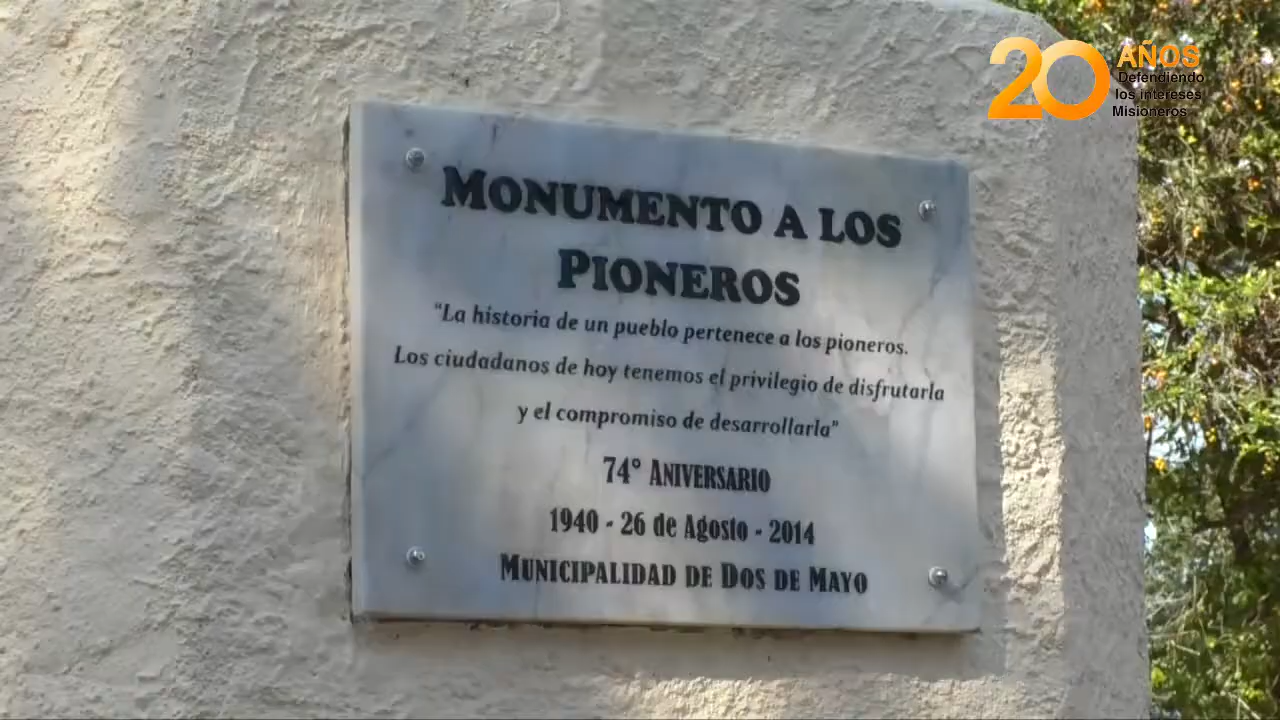 20 AÑOS
Defendiendo
los intereses
Misioneros
MONUMENTO A LOS
PIONEROS
"La historia de un pueblo pertenece a los pioneros.
Los ciudadanos de hoy tenemos el privilegio de disfrutarla
y el compromiso de desarrollarla"
74° ANIVERSARIO
1940 - 26 de Agosto - 2014
MUNICIPALIDAD DE DOS DE MAYO